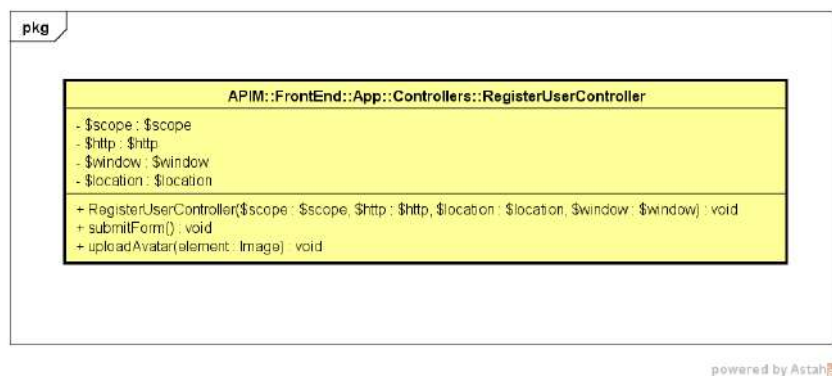 pkg
APIM::FrontEnd::App::Controllers::RegisterUserController
- $scope : $scope
- $http : $http
- $window : $window
- $location : $location
+ RegisterUserController($scope : $scope, $http : $http, $location : $location, $window : $window) : void
+ submitForm() : void
+ uploadAvatar(element : Image) : void
powered by Astah